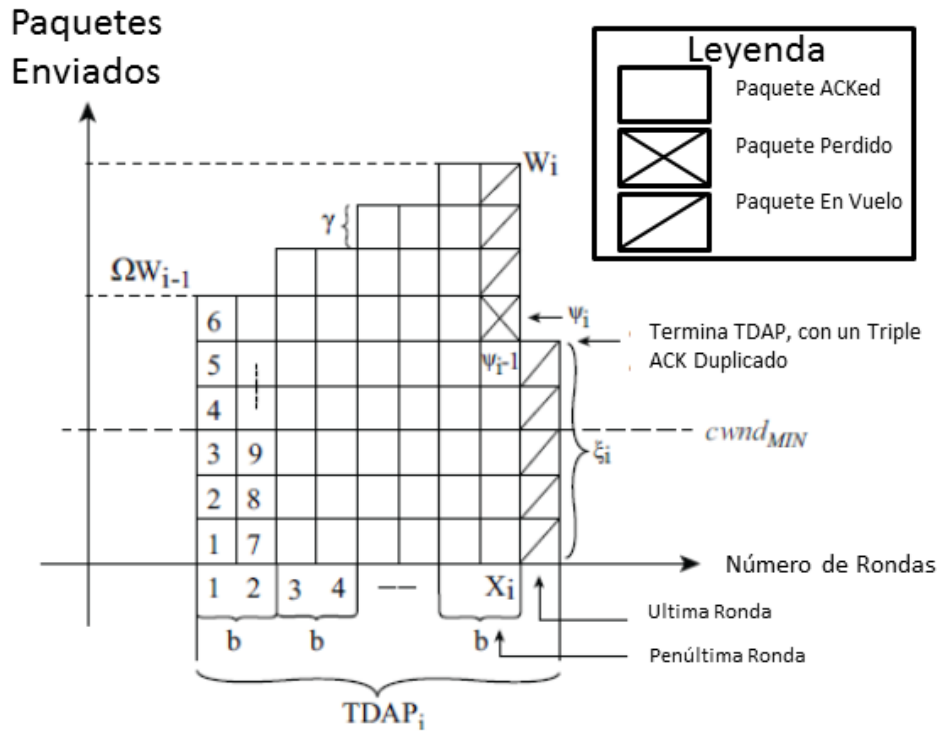 Paquetes
Enviados
Leyenda
Paquete ACKed
Paquete Perdido
Paquete En Vuelo
Wi
γ
ΩWi-1
6
5
4
3 9
2 8
1 7
ψi
ψi-1
Termina TDAP, con un Triple
ACK Duplicado
cwndMIN
ξi
Número de Rondas
1 2 3 4 Xi
b b b
Ultima Ronda
Penúltima Ronda
TDAPi